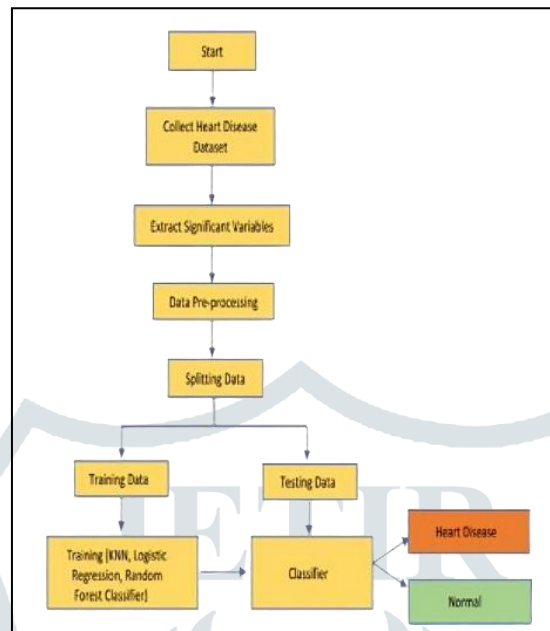 Start
Collect Heart Disease
Dataset
Extract Significant Variables
Data Pre-processing
Splitting Data
Training Data
Testing Data
JETIR
Training (KNN, Logistic
Regression, Random
Forest Classifier)
Classifier
Heart Disease
Normal